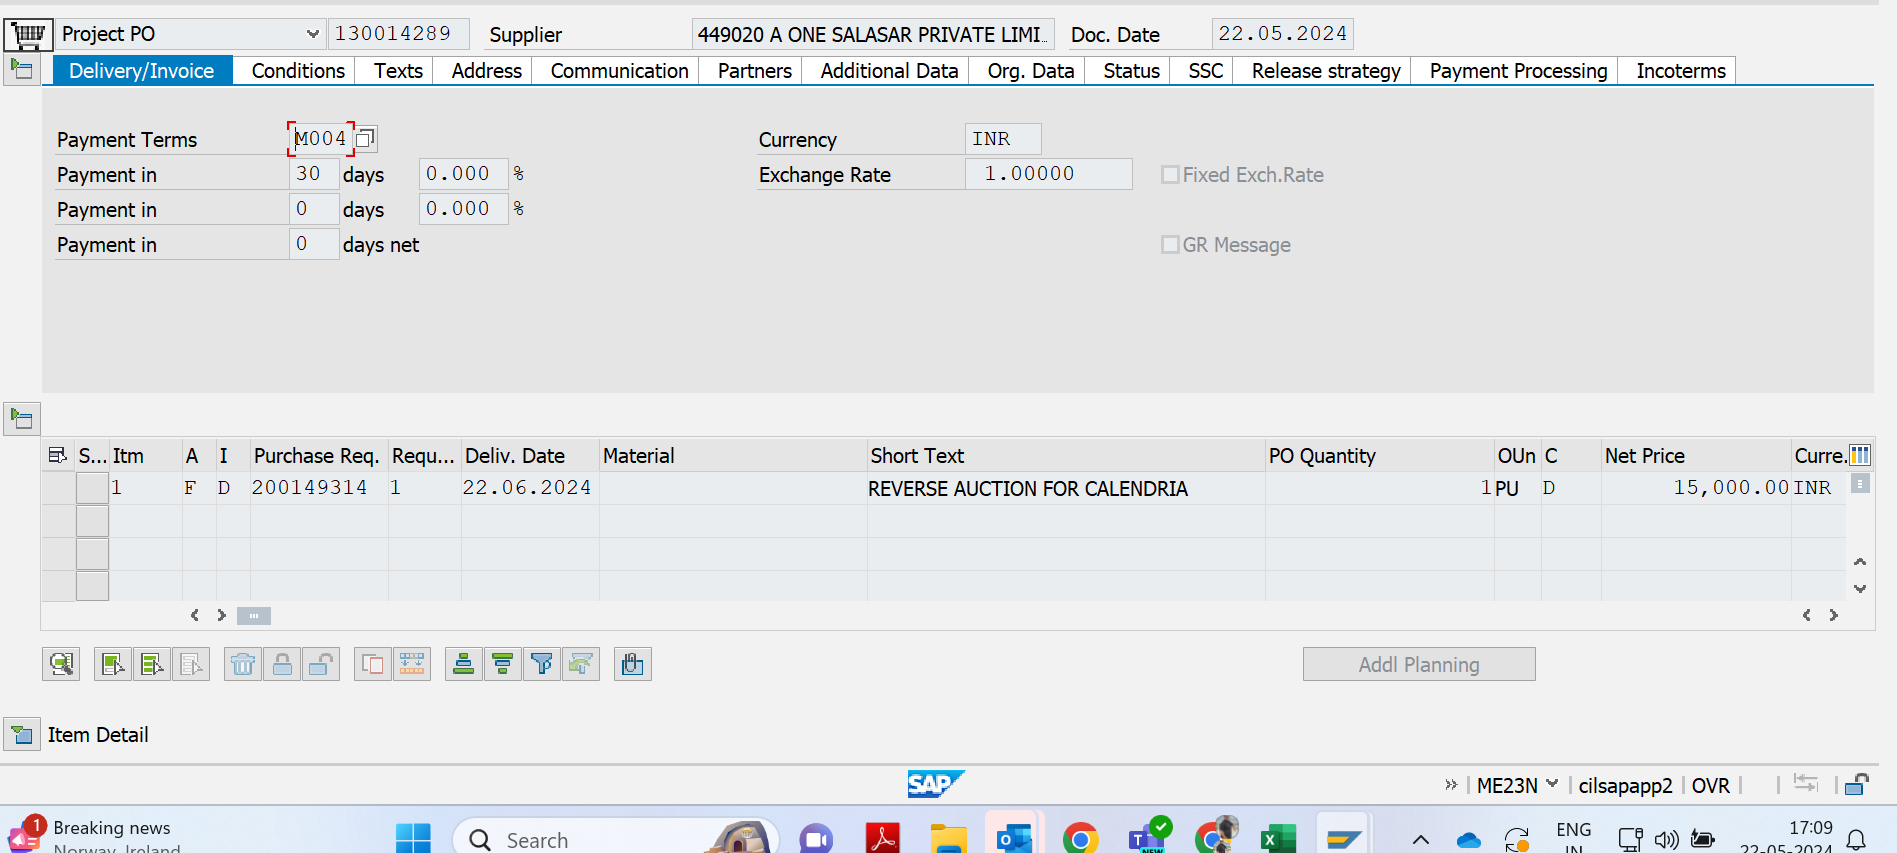 Project PO 130014289 Supplier 449020 A ONE SALASAR PRIVATE LIMI... Doc. Date 22.05.2024
Delivery/Invoice Conditions Texts Address Communication Partners Additional Data Org. Data Status SSC Release strategy Payment Processing Incoterms
Payment Terms M004 Currency INR
Payment in 30 days 0.000 % Exchange Rate 1.00000 Fixed Exch.Rate
Payment in 0 days 0.000 %
Payment in 0 days net GR Message
S... Itm A I Purchase Req. Requ... Deliv. Date Material Short Text PO Quantity OUn C Net Price Curre.
1 F D 200149314 1 22.06.2024 REVERSE AUCTION FOR CALENDRIA 1 PU D 15,000.00 INR
Addl Planning
Item Detail
SAP
ME23N cilsapapp2 OVR
1 Breaking news
Norway, Ireland
Search
NEW
ENG
IN
17:09
22-05-2024